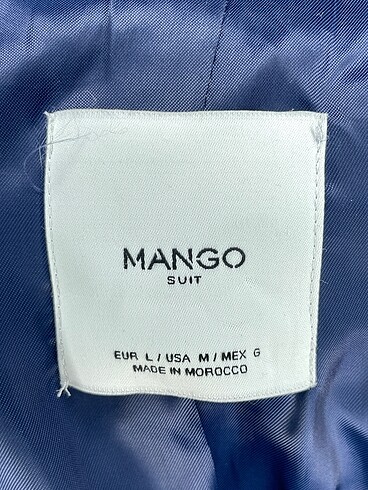 MANGO
SUIT
EUR L / USA M / MEX G
MADE IN MOROCCO